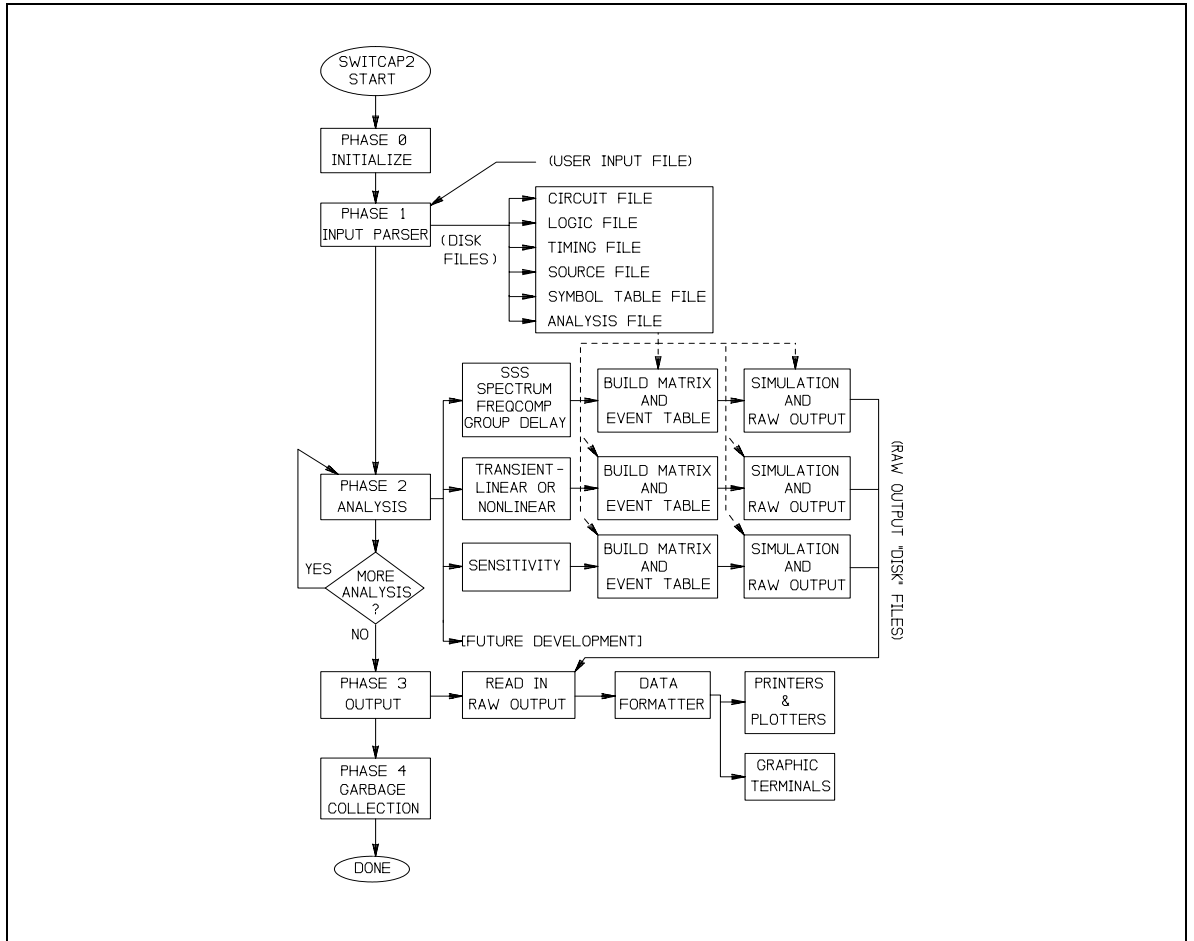 SWITCAP2
START
PHASE 0
INITIALIZE
(USER INPUT FILE)
PHASE 1
INPUT PARSER
(DISK
FILES)
CIRCUIT FILE
LOGIC FILE
TIMING FILE
SOURCE FILE
SYMBOL TABLE FILE
ANALYSIS FILE
SSS
SPECTRUM
FREQCOMP
GROUP DELAY
BUILD MATRIX
AND
EVENT TABLE
SIMULATION
AND
RAW OUTPUT
PHASE 2
ANALYSIS
TRANSIENT-
LINEAR OR
NONLINEAR
BUILD MATRIX
AND
EVENT TABLE
SIMULATION
AND
RAW OUTPUT
(RAW OUTPUT "DISK" FILES)
YES
MORE
ANALYSIS
?
NO
SENSITIVITY
BUILD MATRIX
AND
EVENT TABLE
SIMULATION
AND
RAW OUTPUT
[FUTURE DEVELOPMENT]
PHASE 3
OUTPUT
READ IN
RAW OUTPUT
DATA
FORMATTER
PRINTERS
&
PLOTTERS
GRAPHIC
TERMINALS
PHASE 4
GARBAGE
COLLECTION
DONE